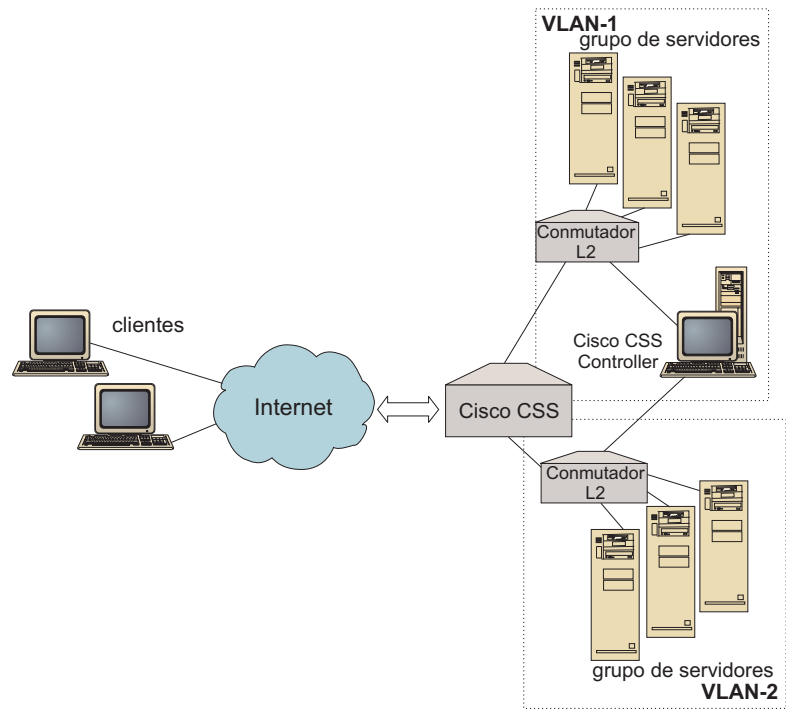 VLAN-1
grupo de servidores
Conmutador
L2
clientes
Cisco CSS
Controller
Internet
Cisco CSS
Conmutador
L2
grupo de servidores
VLAN-2